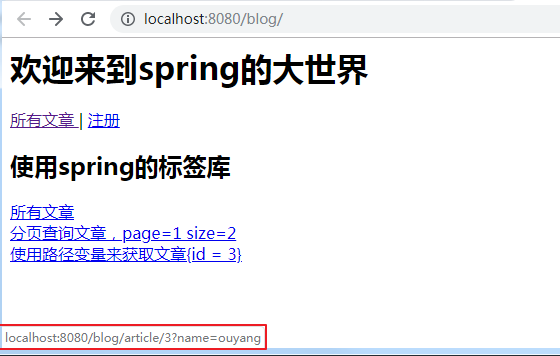 localhost:8080/blog/
欢迎来到spring的大世界
所有文章 | 注册
使用spring的标签库
所有文章
分页查询文章，page=1 size=2
使用路径变量来获取文章{id = 3}
localhost:8080/blog/article/3?name=ouyang